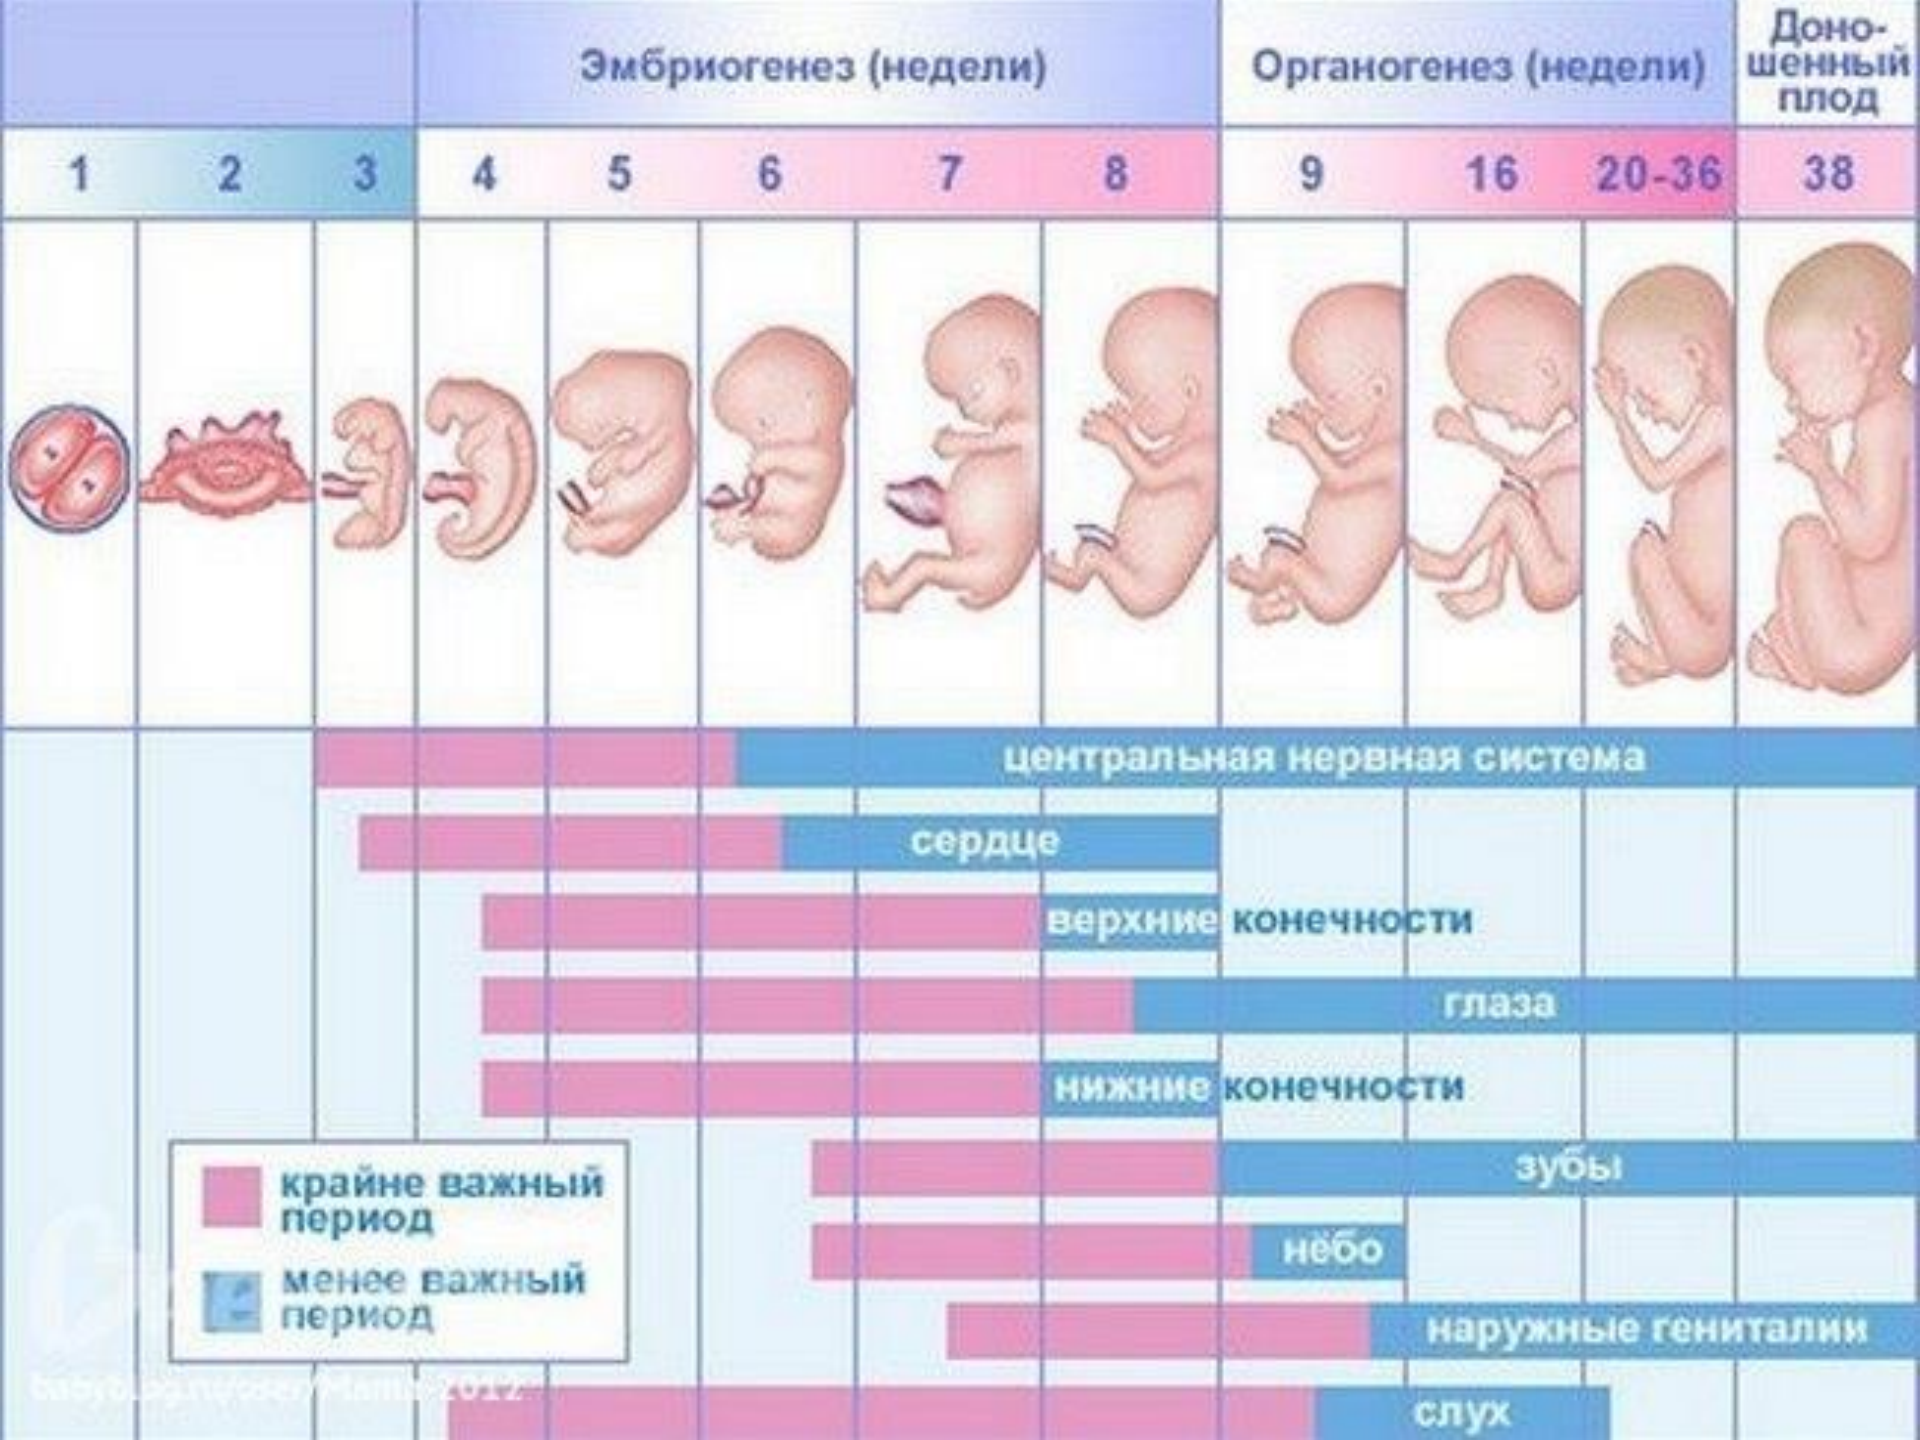 Эмбриогенез (недели)
Органогенез (недели)
Доно-
шенный
плод
1 2 3 4 5 6 7 8 9 16 20-36 38
центральная нервная система
сердце
верхние конечности
глаза
нижние конечности
зубы
нёбо
наружные гениталии
слух
крайне важный
период
менее важный
период